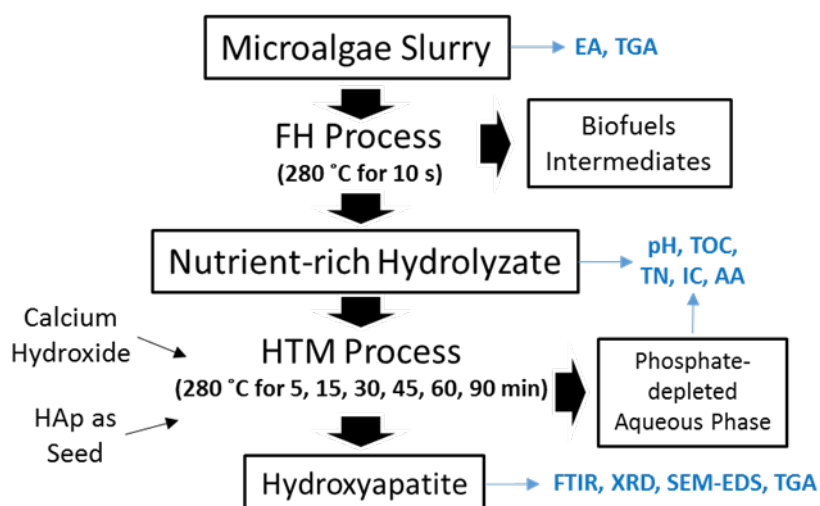 Microalgae Slurry
EA, TGA
FH Process
(280 ˚C for 10 s)
Biofuels
Intermediates
Nutrient-rich Hydrolyzate
pH, TOC,
TN, IC, AA
Calcium
Hydroxide
HTM Process
(280 ˚C for 5, 15, 30, 45, 60, 90 min)
HAp as
Seed
Phosphate-
depleted
Aqueous Phase
Hydroxyapatite
FTIR, XRD, SEM-EDS, TGA